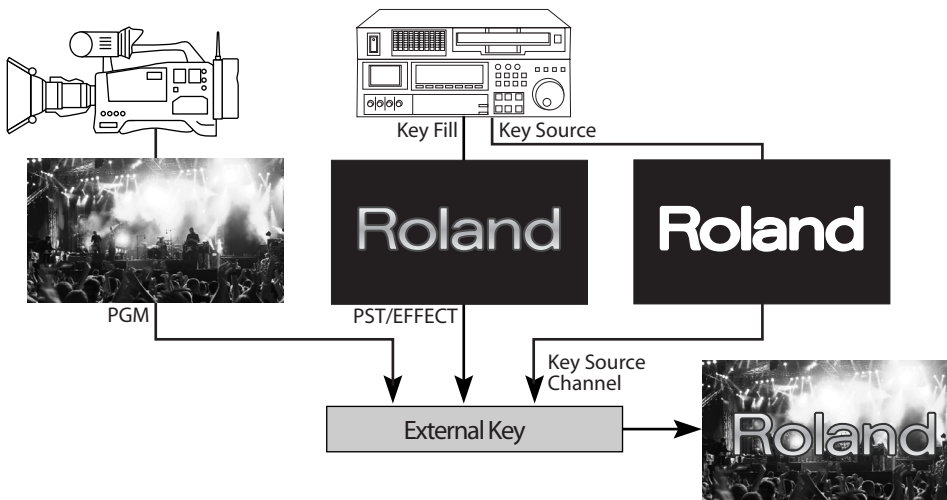 Key Fill
Key Source
Roland
Roland
PGM
PST/EFFECT
Key Source
Channel
External Key
Roland